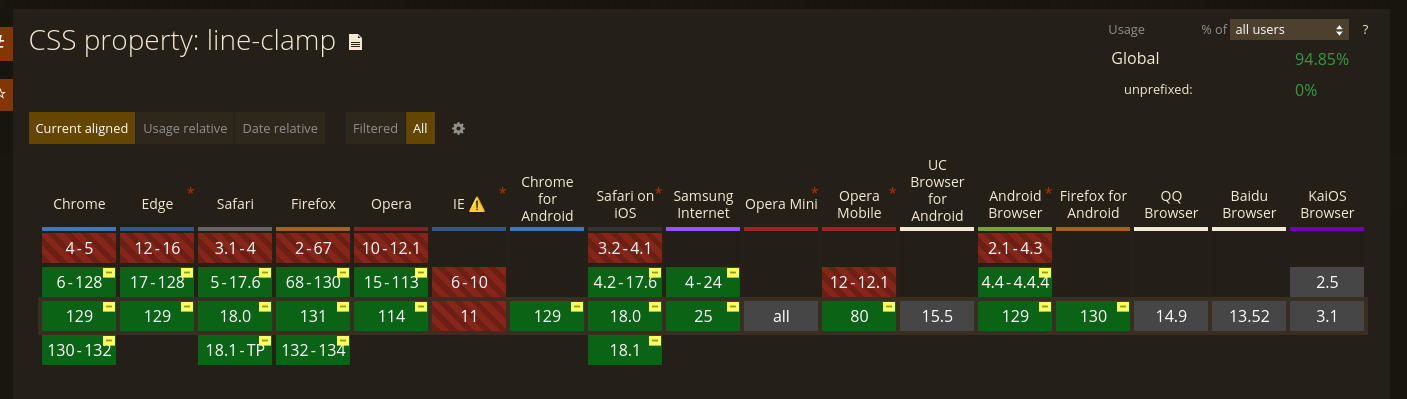 CSS property: line-clamp
Usage % of all users ?
Global 94.85%
unprefixed: 0%
Current aligned Usage relative Date relative Filtered All
Chrome
Edge *
Safari
Firefox
Opera
IE ⚠ *
Chrome
for
Android
Safari on *
iOS
Samsung
Internet
Opera Mini *
Opera *
Mobile
UC
Browser
for
Android
Android *
Browser
Firefox for
Android
QQ
Browser
Baidu
Browser
KaiOS
Browser
4-5 12-16 3.1-4 2-67 10-12.1 3.2-4.1 2.1-4.3
6-128 17-128 5-17.6 68-130 15-113 6-10 4.2-17.6 4-24 12-12.1 4.4-4.4.4 2.5
129 129 18.0 131 114 11 129 18.0 25 all 80 15.5 129 130 14.9 13.52 3.1
130-132 18.1-TP 132-134 18.1